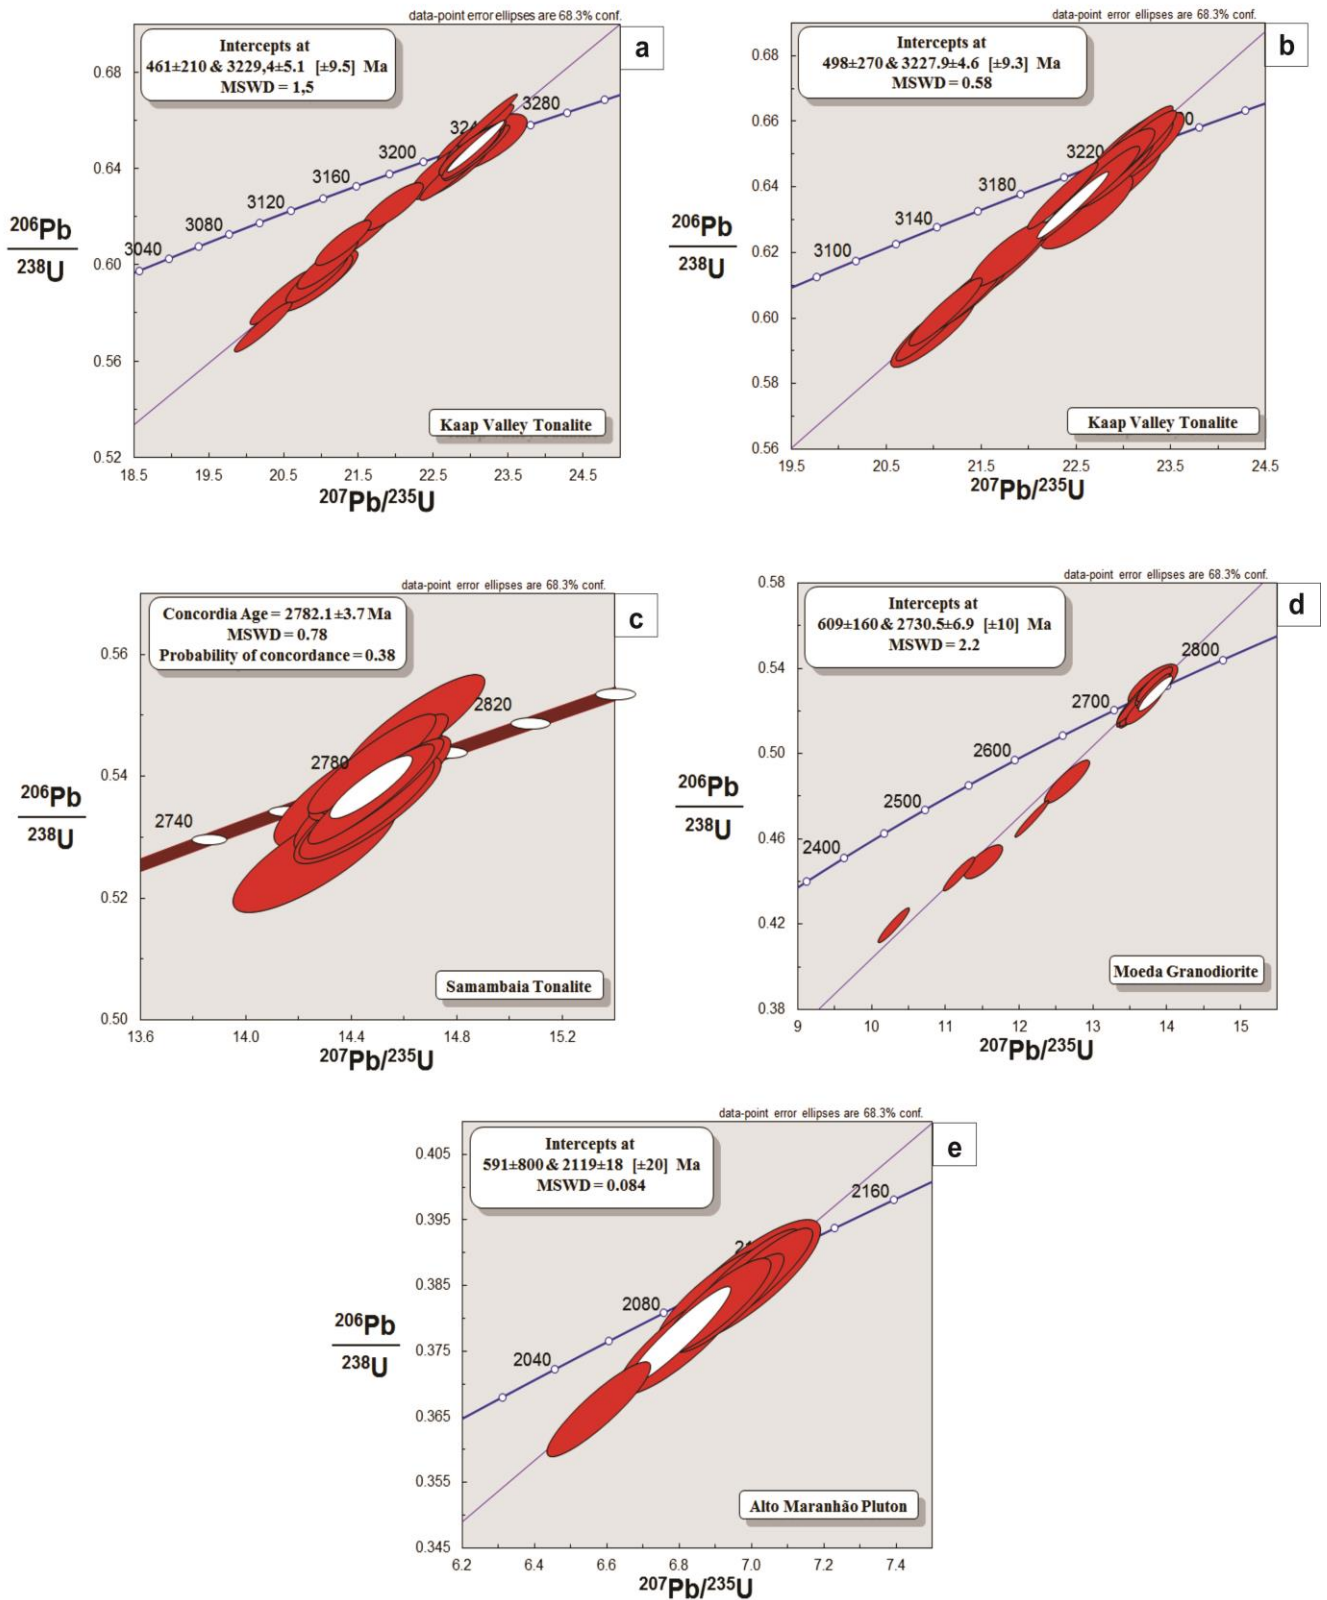 data-point error ellipses are 68.3% conf.
a
Intercepts at
461±210 & 3229,4±5.1 [±9.5] Ma
MSWD = 1,5
0.68
0.64
0.60
0.56
0.52
3280
3200
3160
3120
3080
3040
206Pb
238U
Kaap Valley Tonalite
18.5 19.5 20.5 21.5 22.5 23.5 24.5
207Pb/235U
data-point error ellipses are 68.3% conf.
b
Intercepts at
498±270 & 3227.9±4.6 [±9.3] Ma
MSWD = 0.58
0.68
0.66
0.64
0.62
0.60
0.58
0.56
3220
3180
3140
3100
206Pb
238U
Kaap Valley Tonalite
19.5 20.5 21.5 22.5 23.5 24.5
207Pb/235U
data-point error ellipses are 68.3% conf.
c
Concordia Age = 2782.1±3.7 Ma
MSWD = 0.78
Probability of concordance = 0.38
0.56
0.54
0.52
0.50
2820
2780
2740
206Pb
238U
Samambaia Tonalite
13.6 14.0 14.4 14.8 15.2
207Pb/235U
data-point error ellipses are 68.3% conf.
d
Intercepts at
609±160 & 2730.5±6.9 [±10] Ma
MSWD = 2.2
0.58
0.54
0.50
0.46
0.42
0.38
2800
2700
2600
2500
2400
206Pb
238U
Moeda Granodiorite
9 10 11 12 13 14 15
207Pb/235U
data-point error ellipses are 68.3% conf.
e
Intercepts at
591±800 & 2119±18 [±20] Ma
MSWD = 0.084
0.405
0.395
0.385
0.375
0.365
0.355
0.345
2160
2080
2040
206Pb
238U
Alto Maranhão Pluton
6.2 6.4 6.6 6.8 7.0 7.2 7.4
207Pb/235U